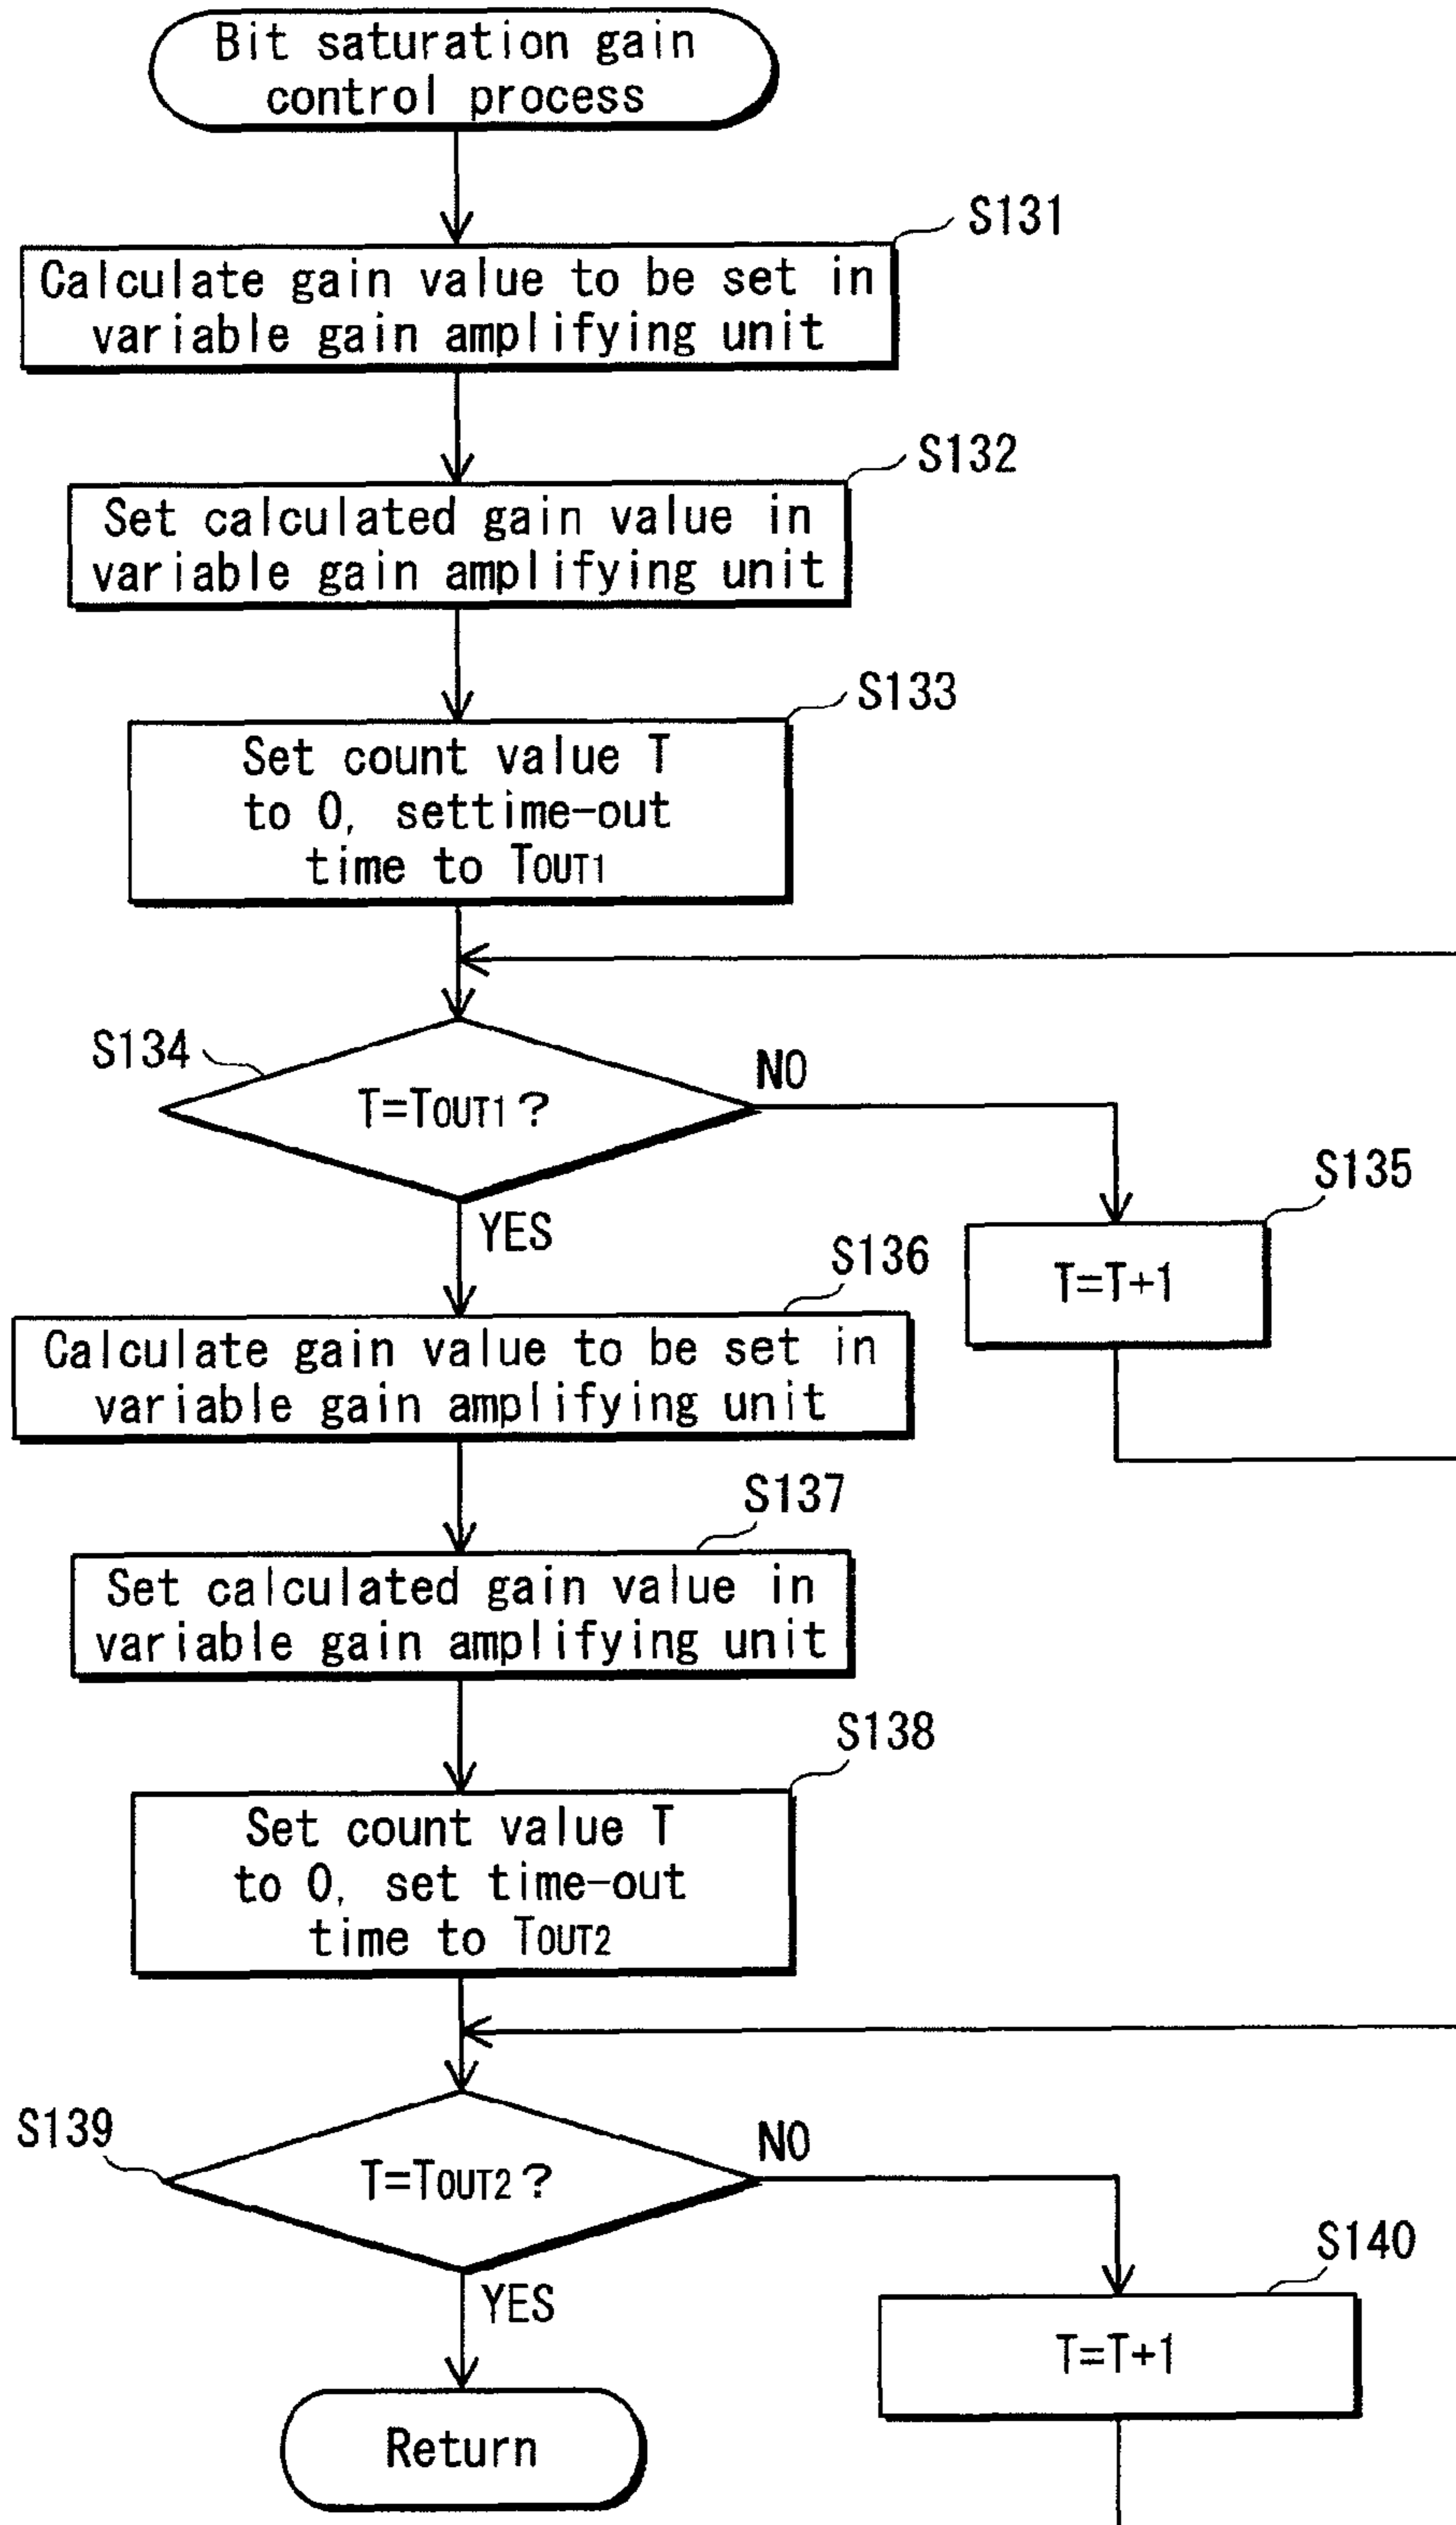 Bit saturation gain
control process
S131
Calculate gain value to be set in
variable gain amplifying unit
S132
Set calculated gain value in
variable gain amplifying unit
S133
Set count value T
to 0, settime-out
time to TOUT1
S134
T=TOUT1?
NO
S135
T=T+1
YES
S136
Calculate gain value to be set in
variable gain amplifying unit
S137
Set calculated gain value in
variable gain amplifying unit
S138
Set count value T
to 0, set time-out
time to TOUT2
S139
T=TOUT2?
NO
S140
T=T+1
YES
Return